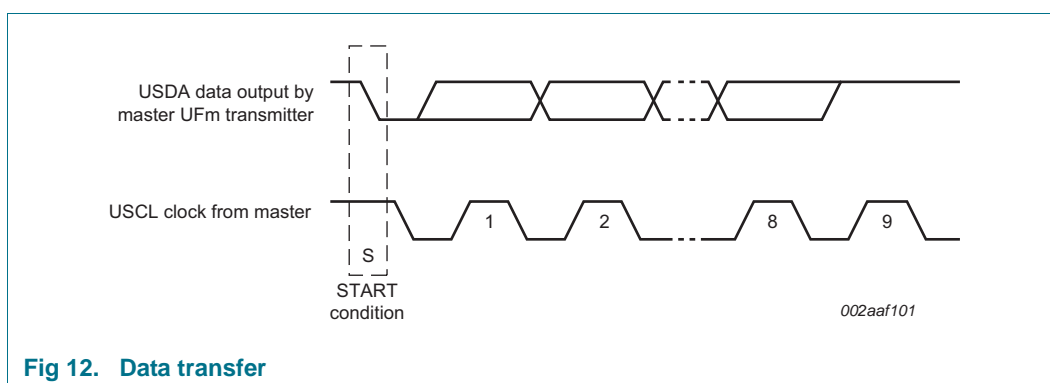 USDA data output by
master UFm transmitter
USCL clock from master
1
2
8
9
S
START
condition
002aaf101
Fig 12. Data transfer